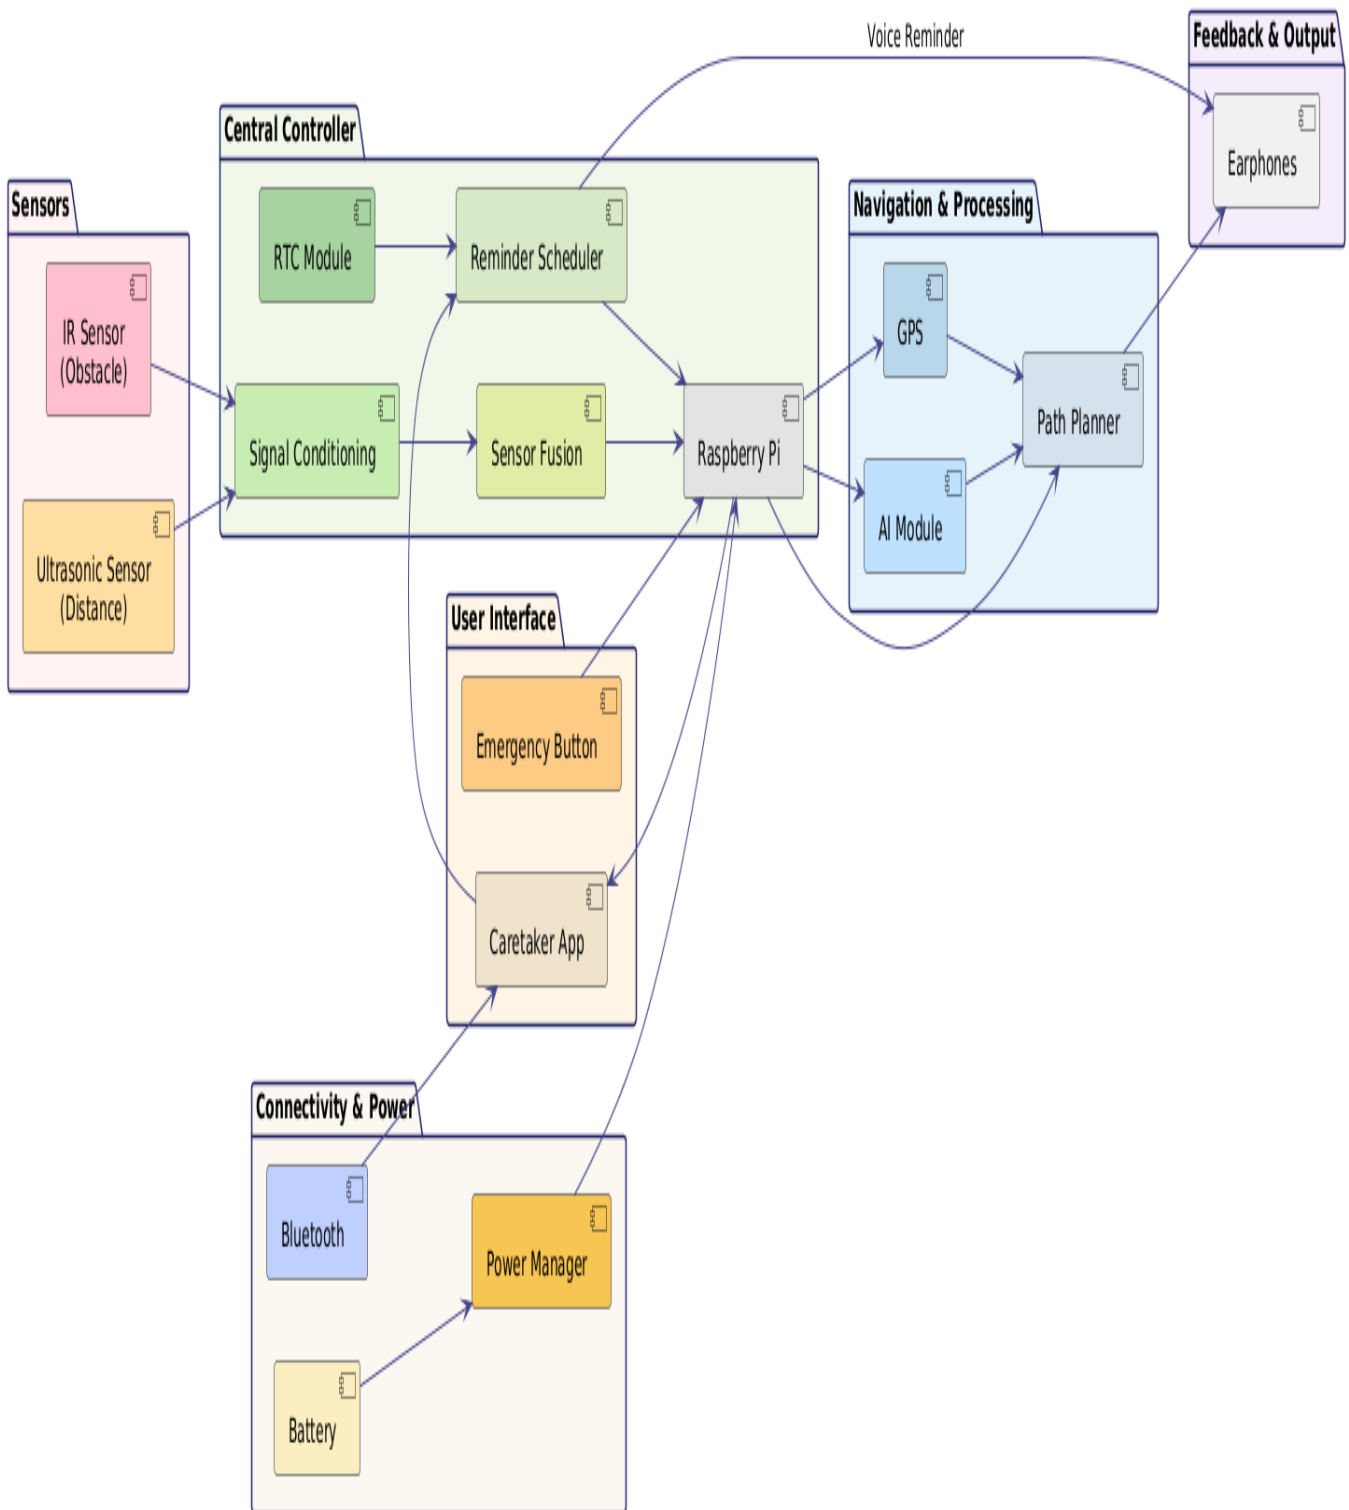 Voice Reminder
Feedback & Output
Earphones
Central Controller
RTC Module
Reminder Scheduler
Signal Conditioning
Sensor Fusion
Raspberry Pi
Sensors
IR Sensor
(Obstacle)
Ultrasonic Sensor
(Distance)
Navigation & Processing
GPS
Path Planner
AI Module
User Interface
Emergency Button
Caretaker App
Connectivity & Power
Bluetooth
Power Manager
Battery